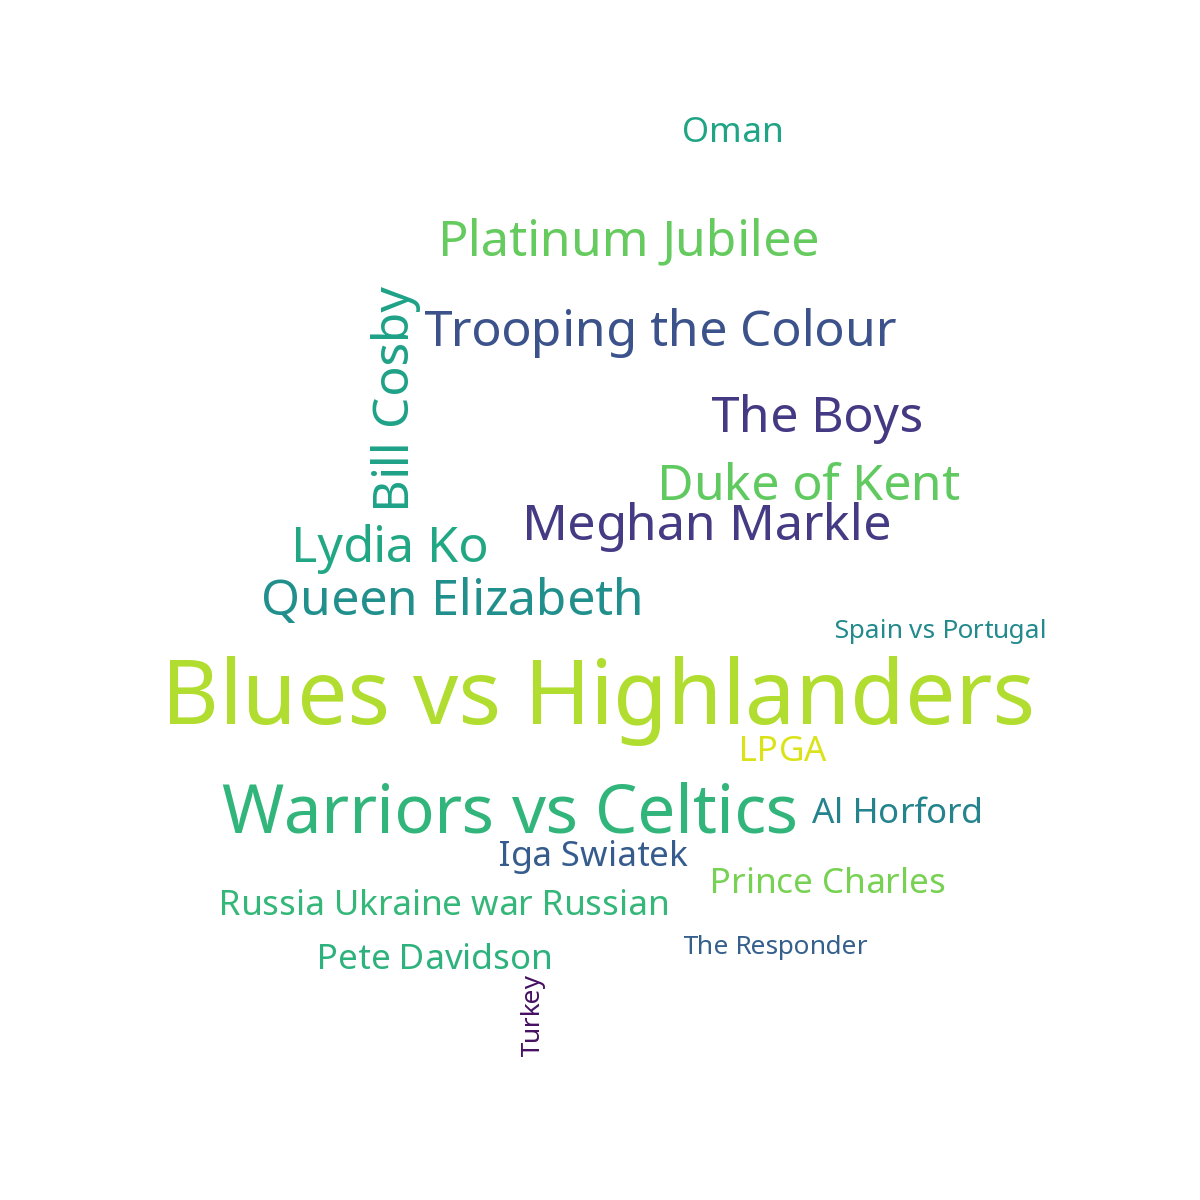 Oman
Platinum Jubilee
Trooping the Colour
Bill Cosby
The Boys
Duke of Kent
Meghan Markle
Lydia Ko
Queen Elizabeth
Spain vs Portugal
Blues vs Highlanders
LPGA
Warriors vs Celtics
Al Horford
Iga Swiatek
Prince Charles
Russia Ukraine war Russian
The Responder
Pete Davidson
Turkey